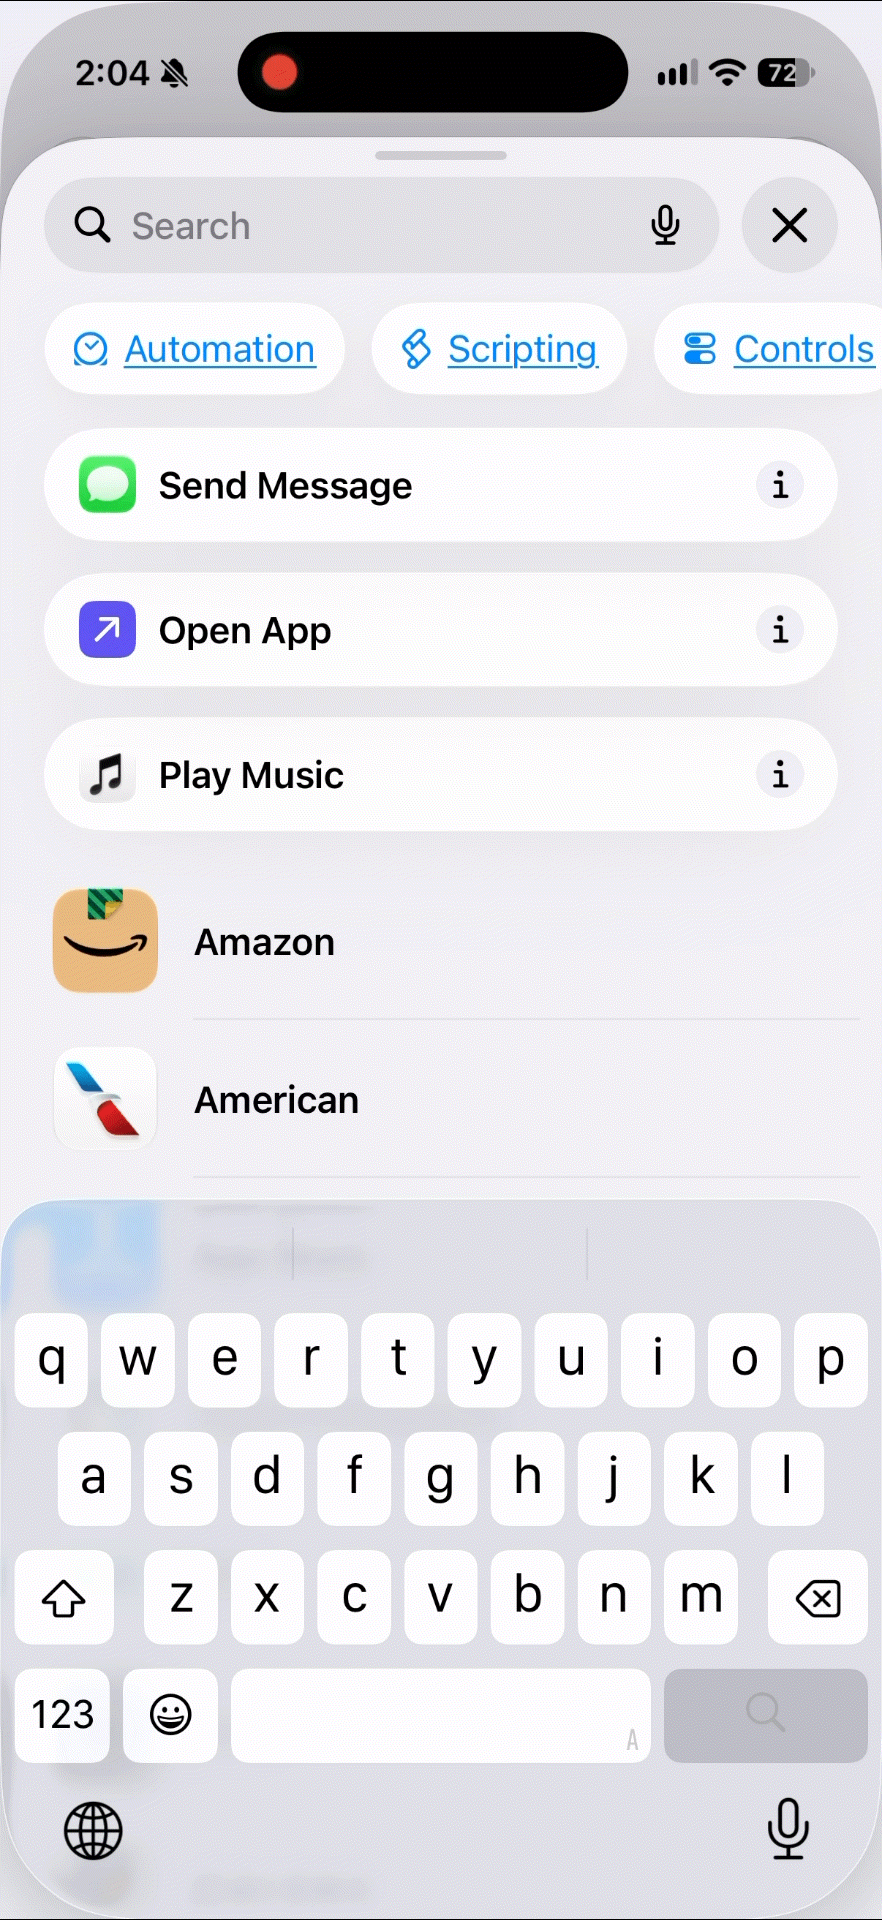 2:04
72
Search
Automation
Scripting
Controls
Send Message
i
Open App
i
Play Music
i
Amazon
American
q w e r t y u i o p
a s d f g h j k l
z x c v b n m
123
A